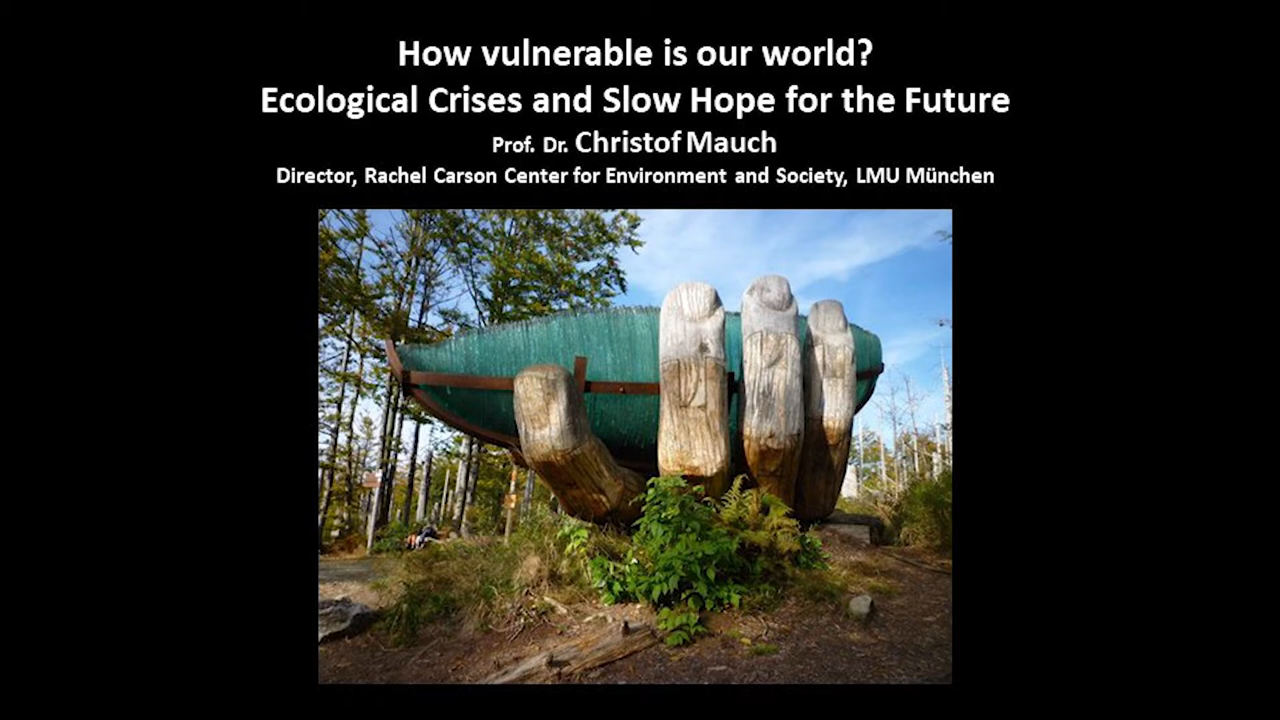 How vulnerable is our world?
Ecological Crises and Slow Hope for the Future
Prof. Dr. Christof Mauch
Director, Rachel Carson Center for Environment and Society, LMU München